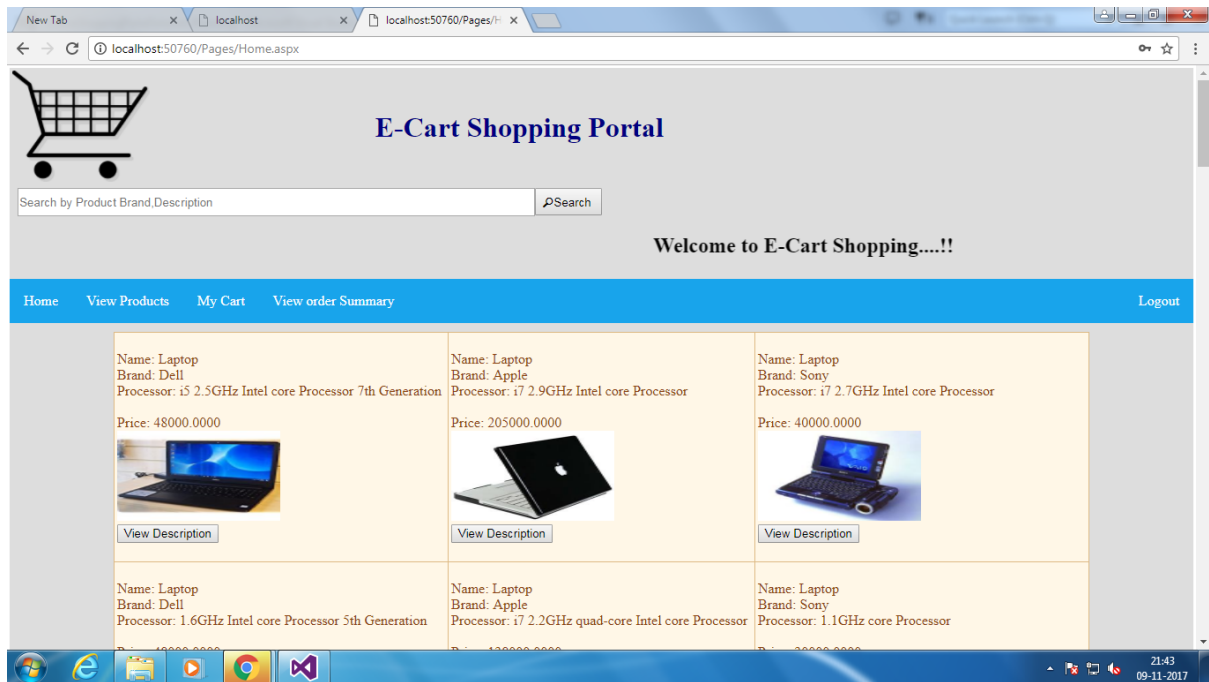 New Tab
localhost
localhost:50760/Pages/H
localhost:50760/Pages/Home.aspx
E-Cart Shopping Portal
Search by Product Brand,Description
Search
Welcome to E-Cart Shopping....!!
Home View Products My Cart View order Summary Logout
Name: Laptop
Brand: Dell
Processor: i5 2.5GHz Intel core Processor 7th Generation
Price: 48000.0000
View Description
Name: Laptop
Brand: Apple
Processor: i7 2.9GHz Intel core Processor
Price: 205000.0000
View Description
Name: Laptop
Brand: Sony
Processor: i7 2.7GHz Intel core Processor
Price: 40000.0000
View Description
Name: Laptop
Brand: Dell
Processor: 1.6GHz Intel core Processor 5th Generation
Name: Laptop
Brand: Apple
Processor: i7 2.2GHz quad-core Intel core Processor
Name: Laptop
Brand: Sony
Processor: 1.1GHz core Processor
21:43
09-11-2017